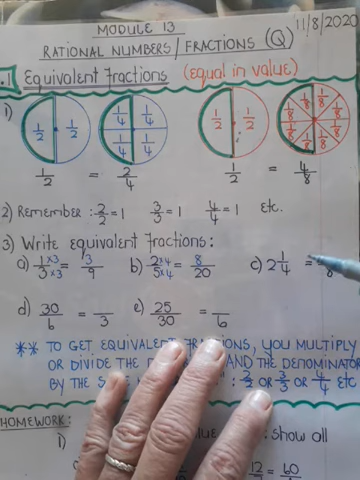 MODULE 13
11/8/2020
RATIONAL NUMBERS/FRACTIONS (Q)
.1 Equivalent Fractions (equal in value)
1) 1/2 1/2 1/4 1/4 1/4 1/4 1/2 1/2 1/8 1/8 1/8 1/8 1/8 1/8 1/8 1/8
1/2 = 2/4 1/2 = 4/8
2) Remember : 2/2 = 1 3/3 = 1 4/4 = 1 Etc.
3) Write equivalent fractions:
a) 1/3 ×3/×3 = 3/9 b) 2/5 ×4/×4 = 8/20 c) 2 1/4 = /8
d) 30/6 = /3 e) 25/30 = /6
** TO GET EQUIVALENT FRACTIONS, YOU MULTIPLY
OR DIVIDE THE AND THE DENOMINATOR
BY THE : 2/2 OR 3/3 OR 4/4 etc
HOMEWORK:
1) : show all
12/ = 60/